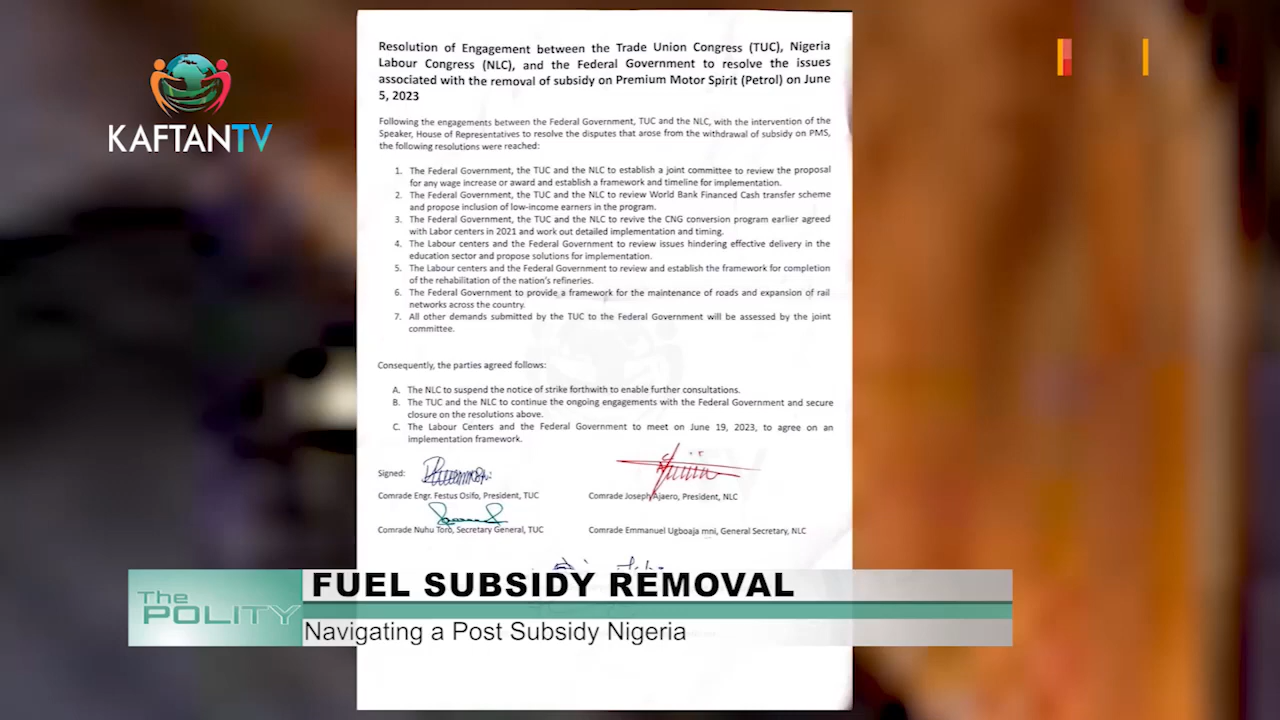 KAFTANTV
Resolution of Engagement between the Trade Union Congress (TUC), Nigeria
Labour Congress (NLC), and the Federal Government to resolve the issues
associated with the removal of subsidy on Premium Motor Spirit (Petrol) on June
5, 2023
Following the engagements between the Federal Government, TUC and the NLC, with the intervention of the
Speaker, House of Representatives to resolve the disputes that arose from the withdrawal of subsidy on PMS,
the following resolutions were reached:
1. The Federal Government, the TUC and the NLC to establish a joint committee to review the proposal
for any wage increase or award and establish a framework and timeline for implementation.
2. The Federal Government, the TUC and the NLC to review World Bank Financed Cash transfer scheme
and propose inclusion of low-income earners in the program.
3. The Federal Government, the TUC and the NLC to revive the CNG conversion program earlier agreed
with Labor centers in 2021 and work out detailed implementation and timing.
4. The Labour centers and the Federal Government to review issues hindering effective delivery in the
education sector and propose solutions for implementation.
5. The Labour centers and the Federal Government to review and establish the framework for completion
of the rehabilitation of the nation's refineries.
6. The Federal Government to provide a framework for the maintenance of roads and expansion of rail
networks across the country.
7. All other demands submitted by the TUC to the Federal Government will be assessed by the joint
committee.
Consequently, the parties agreed follows:
A. The NLC to suspend the notice of strike forthwith to enable further consultations.
B. The TUC and the NLC to continue the ongoing engagements with the Federal Government and secure
closure on the resolutions above.
C. The Labour Centers and the Federal Government to meet on June 19, 2023, to agree on an
implementation framework.
Signed:
Comrade Engr. Festus Osifo, President, TUC
Comrade Joseph Ajaero, President, NLC
Comrade Nuhu Toro, Secretary General, TUC
Comrade Emmanuel Ugboaja mni, General Secretary, NLC
The POLITY
FUEL SUBSIDY REMOVAL
Navigating a Post Subsidy Nigeria